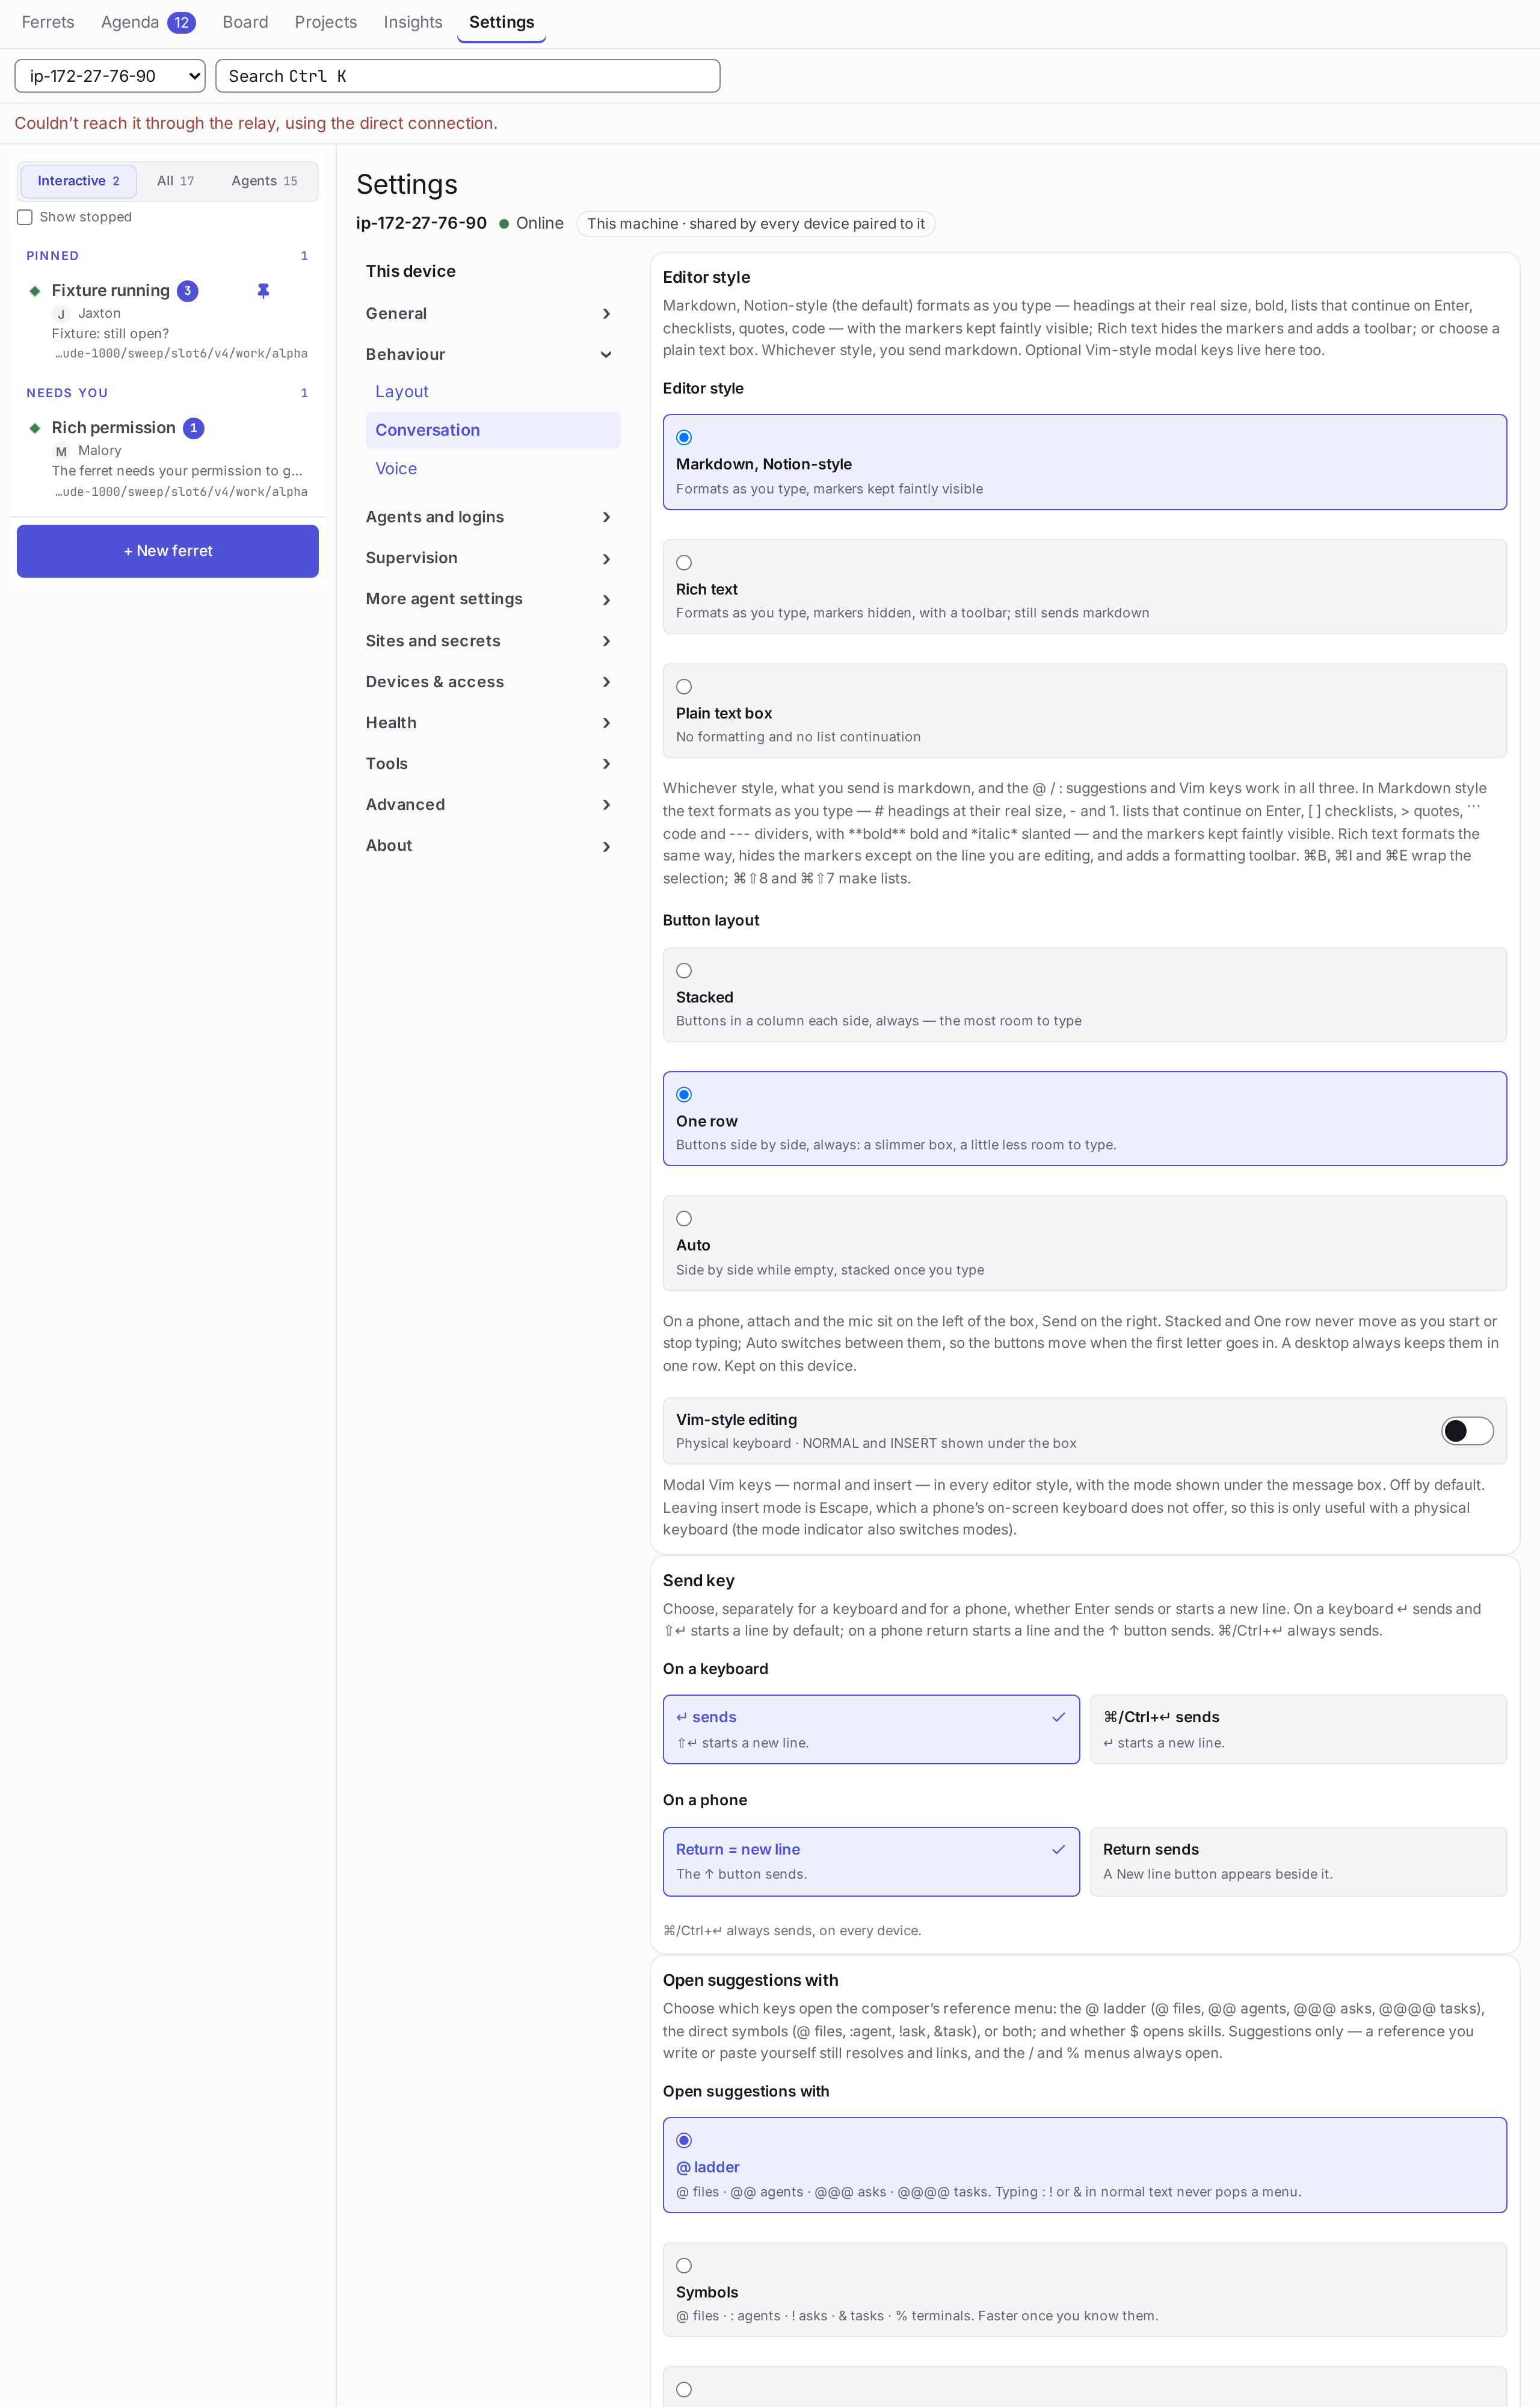 Ferrets Agenda 12 Board Projects Insights Settings
ip-172-27-76-90 Search Ctrl K
Couldn’t reach it through the relay, using the direct connection.
Interactive 2 All 17 Agents 15
Show stopped
PINNED 1
Fixture running 3
J Jaxton
Fixture: still open?
…ude-1000/sweep/slot6/v4/work/alpha
NEEDS YOU 1
Rich permission 1
M Malory
The ferret needs your permission to g…
…ude-1000/sweep/slot6/v4/work/alpha
+ New ferret
Settings
ip-172-27-76-90 Online This machine · shared by every device paired to it
This device
General
Behaviour
Layout
Conversation
Voice
Agents and logins
Supervision
More agent settings
Sites and secrets
Devices & access
Health
Tools
Advanced
About
Editor style
Markdown, Notion-style (the default) formats as you type — headings at their real size, bold, lists that continue on Enter,
checklists, quotes, code — with the markers kept faintly visible; Rich text hides the markers and adds a toolbar; or choose a
plain text box. Whichever style, you send markdown. Optional Vim-style modal keys live here too.
Editor style
Markdown, Notion-style
Formats as you type, markers kept faintly visible
Rich text
Formats as you type, markers hidden, with a toolbar; still sends markdown
Plain text box
No formatting and no list continuation
Whichever style, what you send is markdown, and the @ / : suggestions and Vim keys work in all three. In Markdown style
the text formats as you type — # headings at their real size, - and 1. lists that continue on Enter, [ ] checklists, > quotes, ```
code and --- dividers, with **bold** bold and *italic* slanted — and the markers kept faintly visible. Rich text formats the
same way, hides the markers except on the line you are editing, and adds a formatting toolbar. ⌘B, ⌘I and ⌘E wrap the
selection; ⌘⇧8 and ⌘⇧7 make lists.
Button layout
Stacked
Buttons in a column each side, always — the most room to type
One row
Buttons side by side, always: a slimmer box, a little less room to type.
Auto
Side by side while empty, stacked once you type
On a phone, attach and the mic sit on the left of the box, Send on the right. Stacked and One row never move as you start or
stop typing; Auto switches between them, so the buttons move when the first letter goes in. A desktop always keeps them in
one row. Kept on this device.
Vim-style editing
Physical keyboard · NORMAL and INSERT shown under the box
Modal Vim keys — normal and insert — in every editor style, with the mode shown under the message box. Off by default.
Leaving insert mode is Escape, which a phone’s on-screen keyboard does not offer, so this is only useful with a physical
keyboard (the mode indicator also switches modes).
Send key
Choose, separately for a keyboard and for a phone, whether Enter sends or starts a new line. On a keyboard ↵ sends and
⇧↵ starts a line by default; on a phone return starts a line and the ↑ button sends. ⌘/Ctrl+↵ always sends.
On a keyboard
↵ sends
⇧↵ starts a new line.
⌘/Ctrl+↵ sends
↵ starts a new line.
On a phone
Return = new line
The ↑ button sends.
Return sends
A New line button appears beside it.
⌘/Ctrl+↵ always sends, on every device.
Open suggestions with
Choose which keys open the composer’s reference menu: the @ ladder (@ files, @@ agents, @@@ asks, @@@@ tasks),
the direct symbols (@ files, :agent, !ask, &task), or both; and whether $ opens skills. Suggestions only — a reference you
write or paste yourself still resolves and links, and the / and % menus always open.
Open suggestions with
@ ladder
@ files · @@ agents · @@@ asks · @@@@ tasks. Typing : ! or & in normal text never pops a menu.
Symbols
@ files · : agents · ! asks · & tasks · % terminals. Faster once you know them.